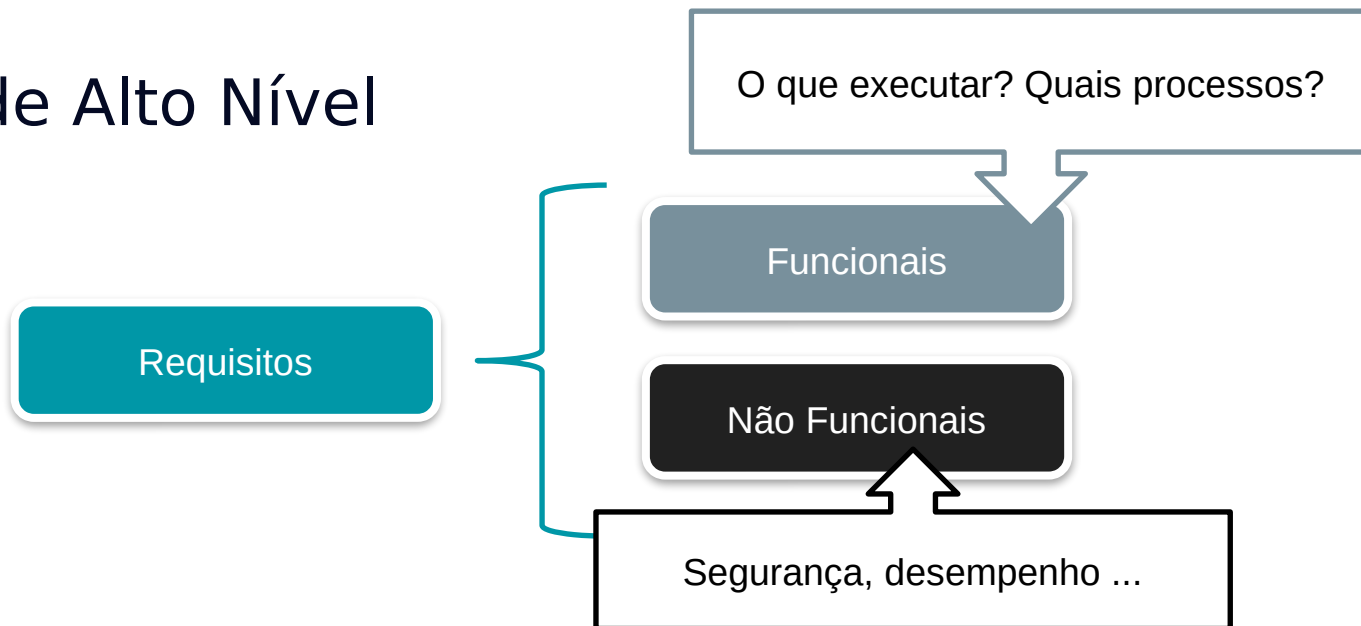 de Alto Nível
O que executar? Quais processos?
Funcionais
Requisitos
Não Funcionais
Segurança, desempenho ...